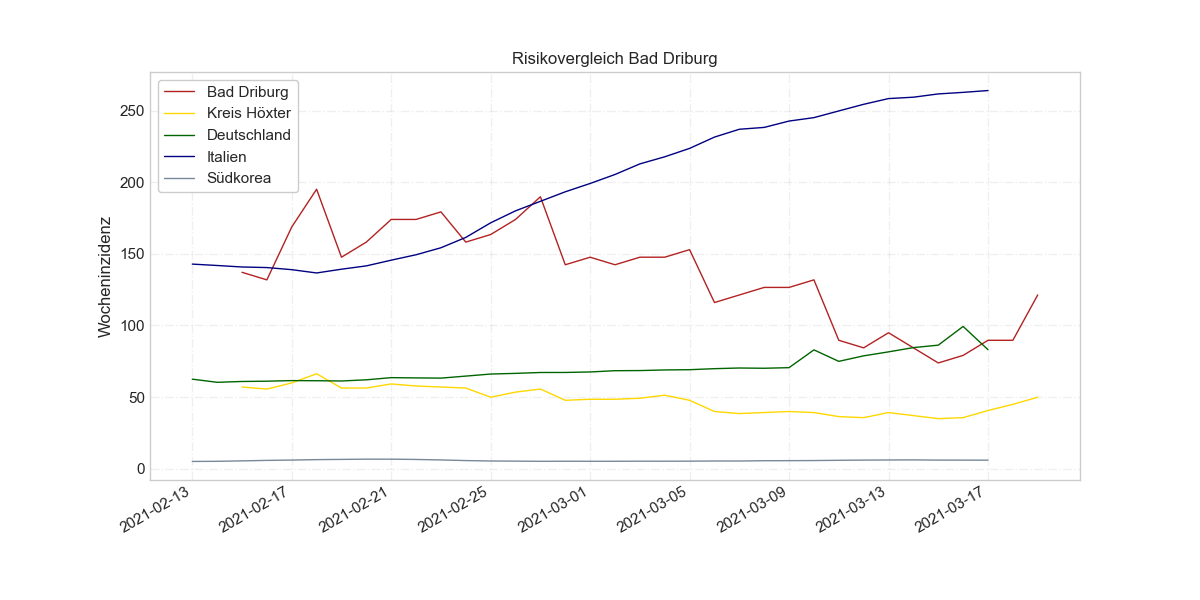 Risikovergleich Bad Driburg
Bad Driburg
Kreis Höxter
Deutschland
Italien
Südkorea
Wocheninzidenz
250
200
150
100
50
0
2021-02-13
2021-02-17
2021-02-21
2021-02-25
2021-03-01
2021-03-05
2021-03-09
2021-03-13
2021-03-17